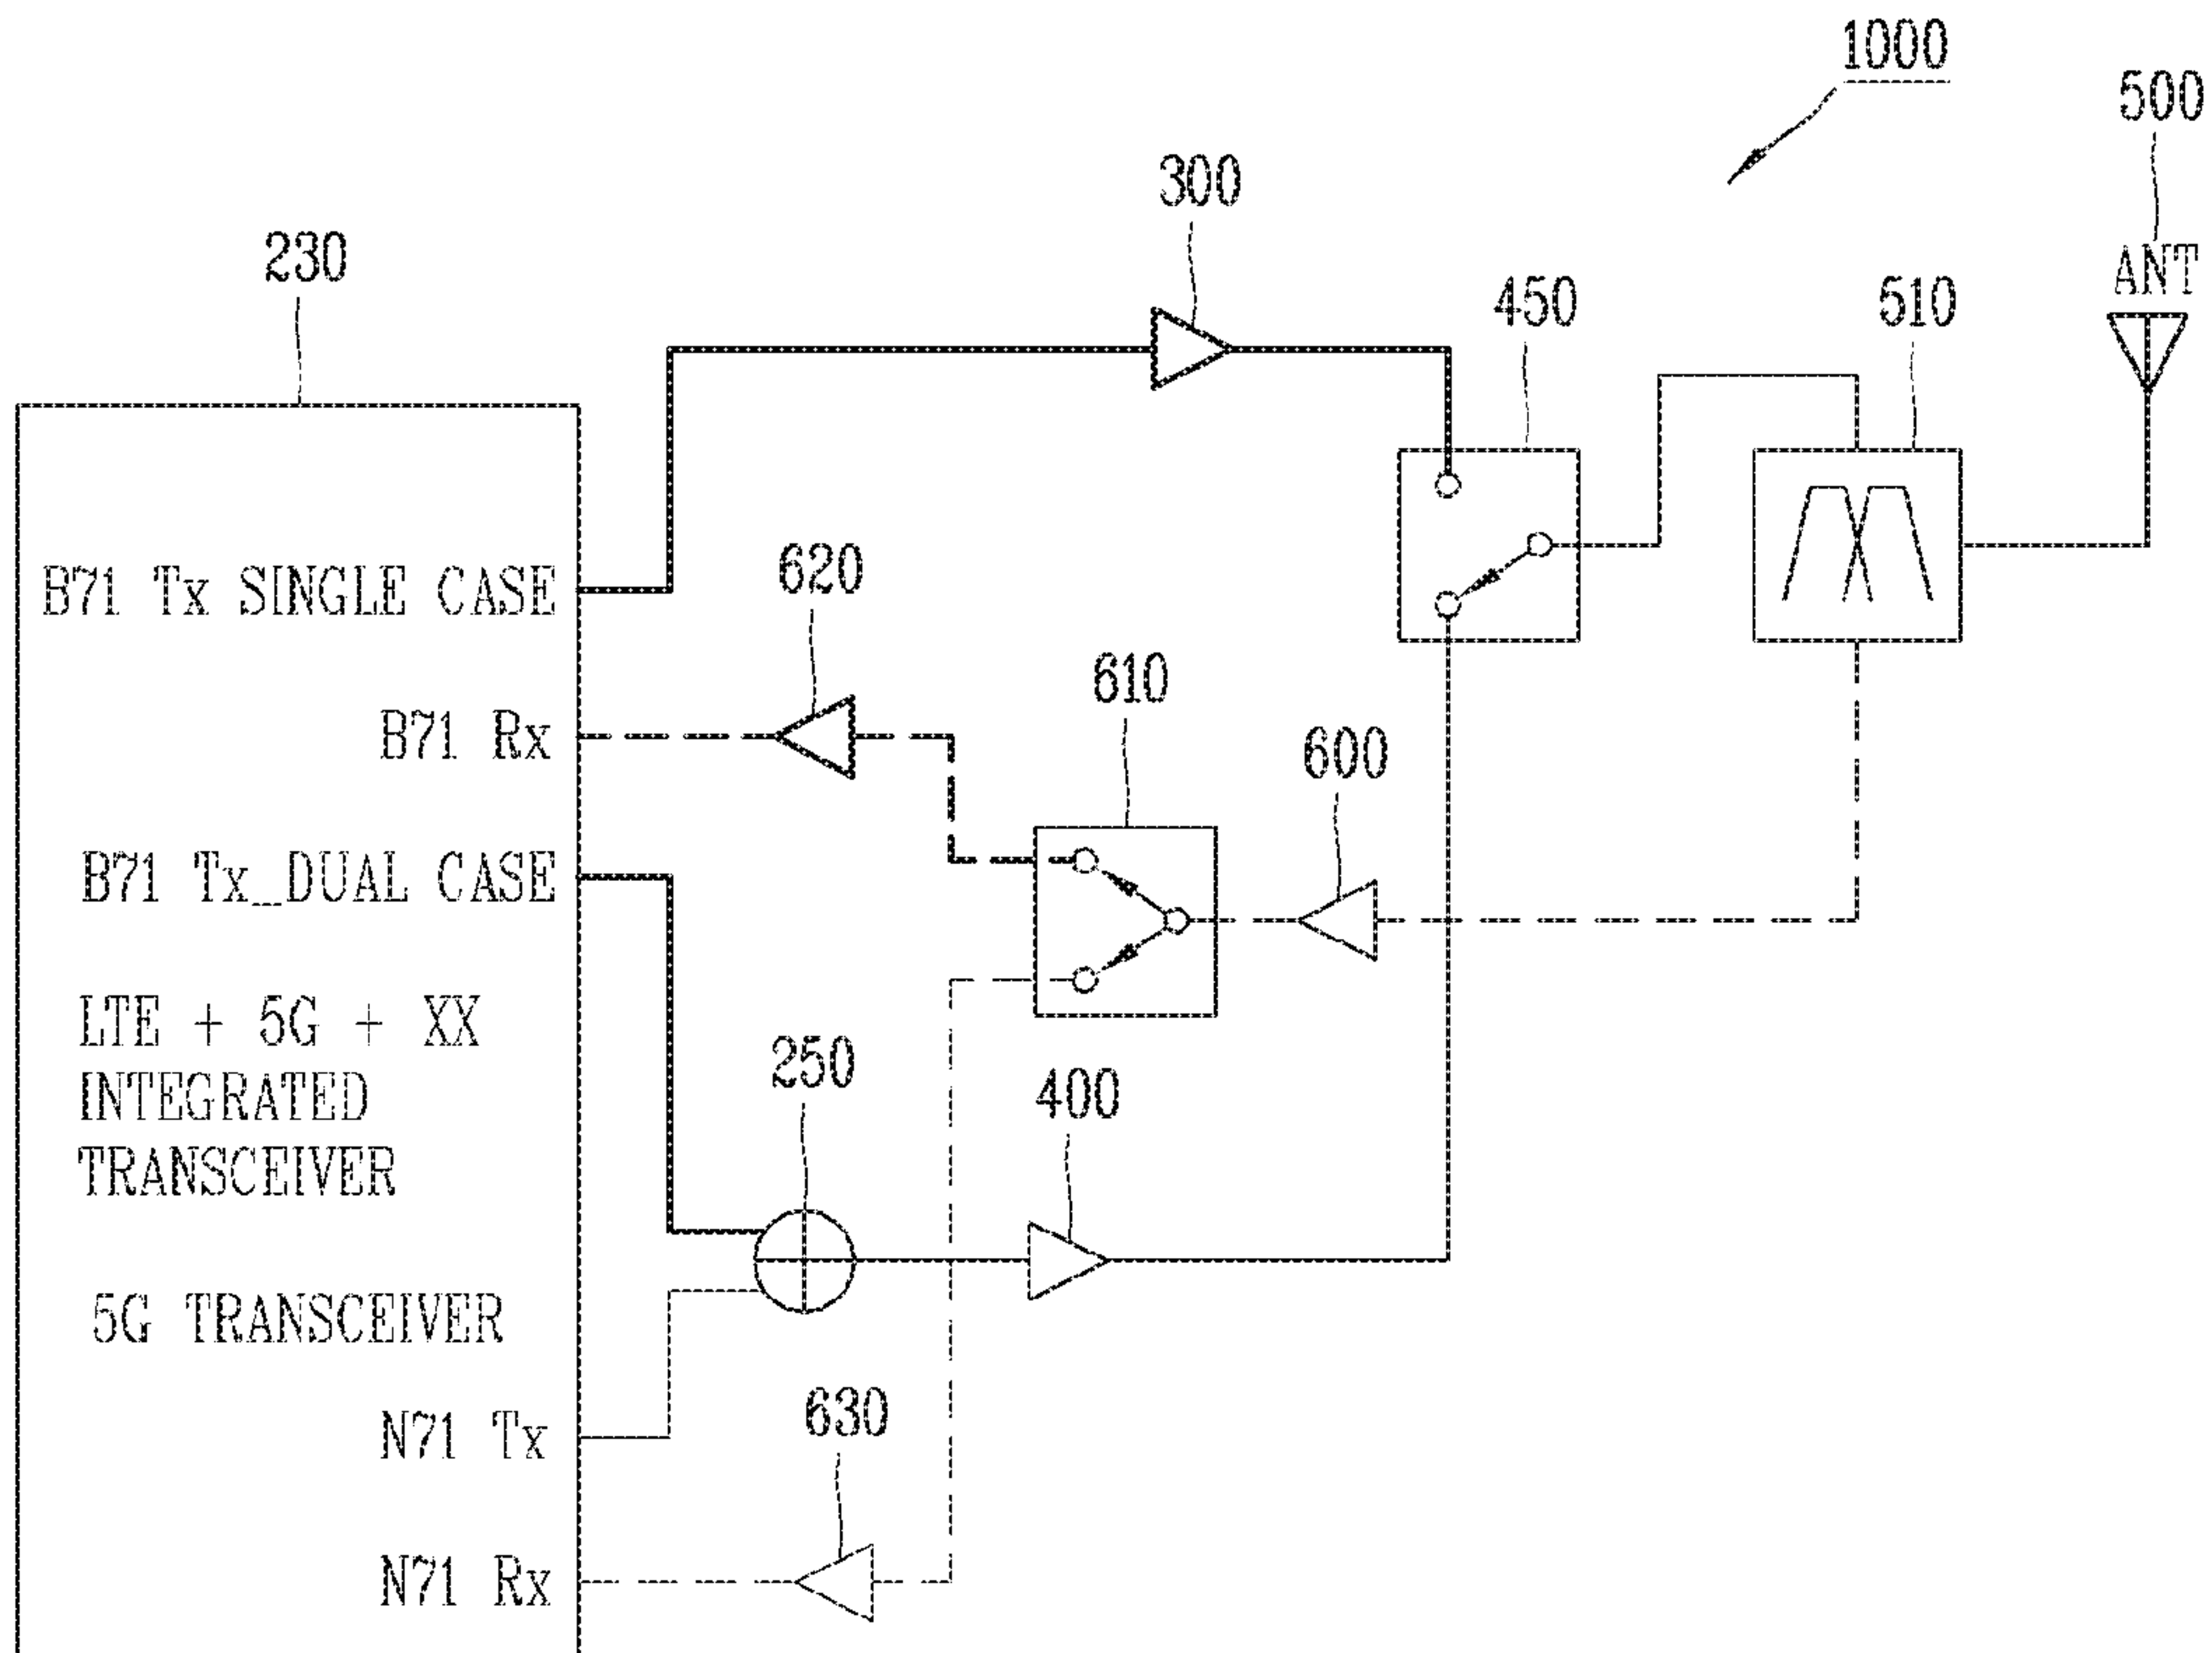 1000
500
300
230
ANT
450
510
B71 Tx SINGLE CASE
620
610
B71 Rx
600
B71 Tx_DUAL CASE
LTE + 5G + XX
INTEGRATED
TRANSCEIVER
250
400
5G TRANSCEIVER
630
N71 Tx
N71 Rx